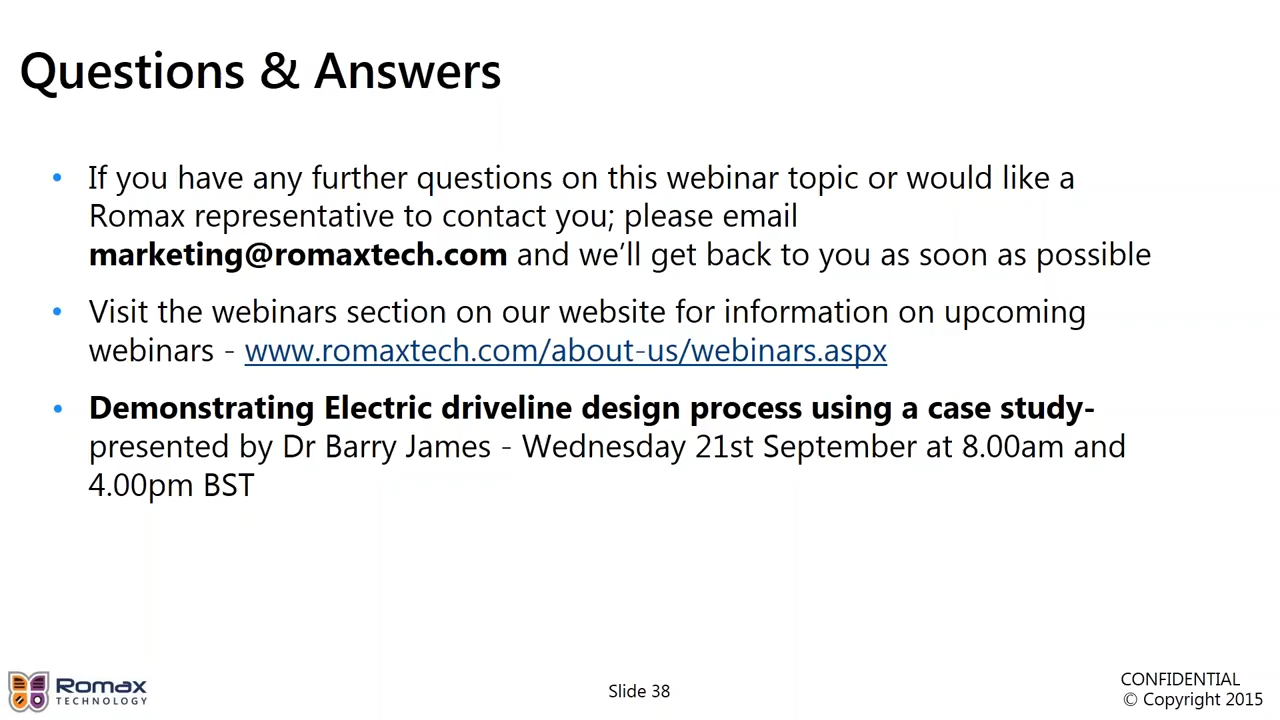 Questions & Answers
• If you have any further questions on this webinar topic or would like a
Romax representative to contact you; please email
marketing@romaxtech.com and we’ll get back to you as soon as possible
• Visit the webinars section on our website for information on upcoming
webinars - www.romaxtech.com/about-us/webinars.aspx
• Demonstrating Electric driveline design process using a case study-
presented by Dr Barry James - Wednesday 21st September at 8.00am and
4.00pm BST
Romax
TECHNOLOGY
Slide 38
CONFIDENTIAL
© Copyright 2015